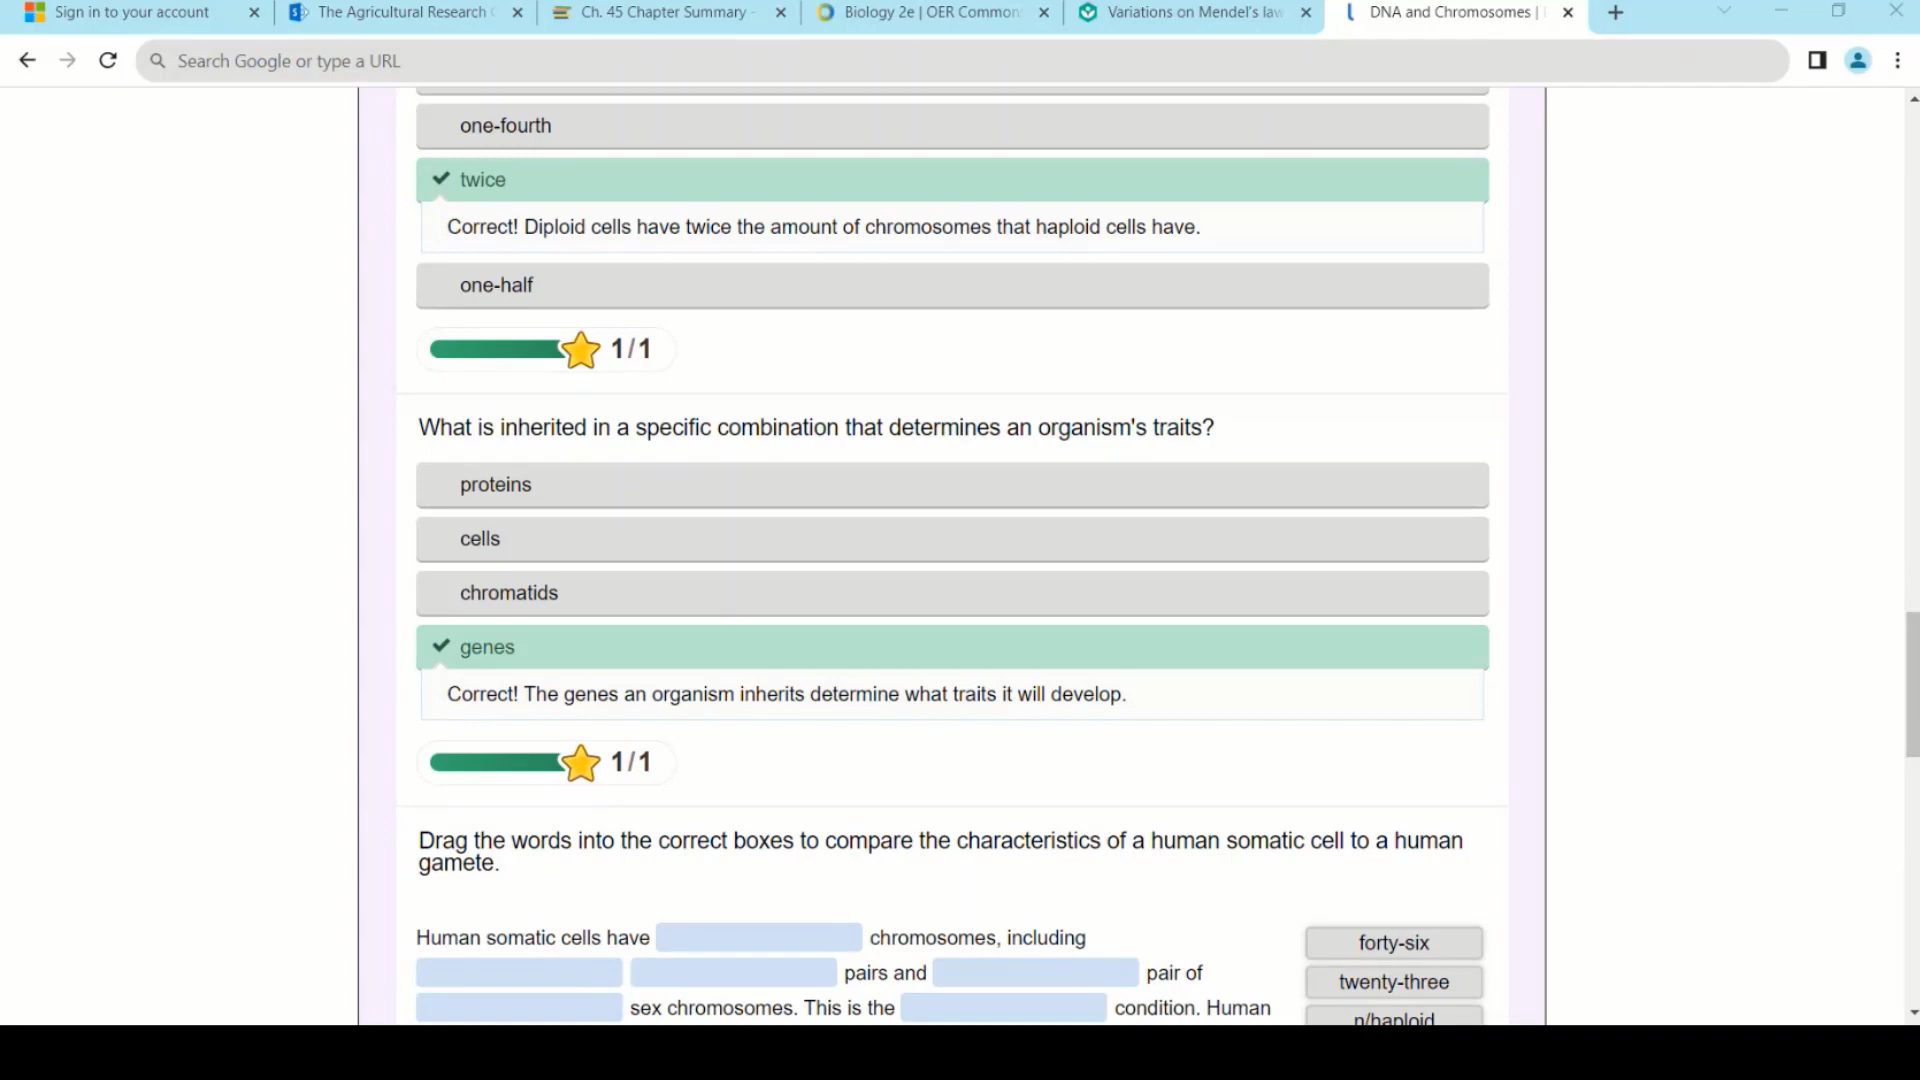 Sign in to your account
The Agricultural Research
Ch. 45 Chapter Summary -
Biology 2e | OER Common
Variations on Mendel's law
DNA and Chromosomes |
Search Google or type a URL
one-fourth
twice
Correct! Diploid cells have twice the amount of chromosomes that haploid cells have.
one-half
1/1
What is inherited in a specific combination that determines an organism's traits?
proteins
cells
chromatids
genes
Correct! The genes an organism inherits determine what traits it will develop.
1/1
Drag the words into the correct boxes to compare the characteristics of a human somatic cell to a human
gamete.
Human somatic cells have chromosomes, including
pairs and pair of
sex chromosomes. This is the condition. Human
forty-six
twenty-three
n/haploid